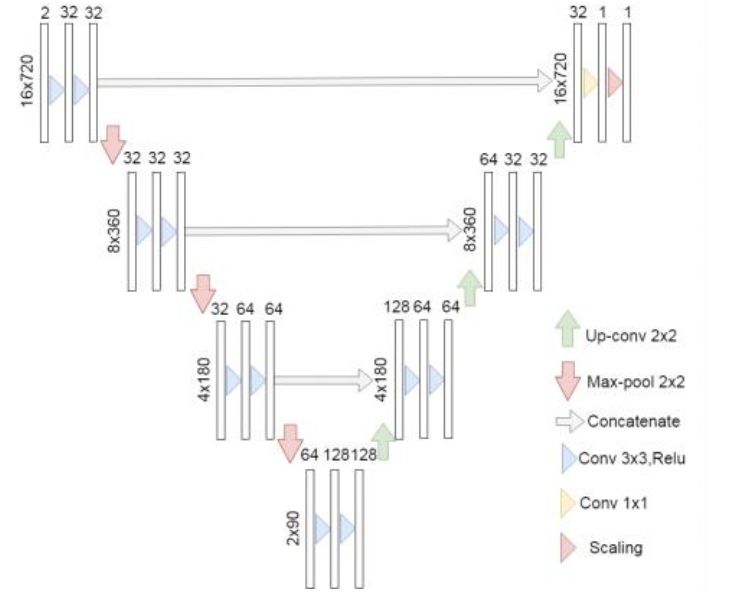 2 32 32
16x720
32 1 1
16x720
32 32 32
8x360
64 32 32
8x360
32 64 64
4x180
128 64 64
4x180
64 128 128
2x90
Up-conv 2x2
Max-pool 2x2
Concatenate
Conv 3x3,Relu
Conv 1x1
Scaling